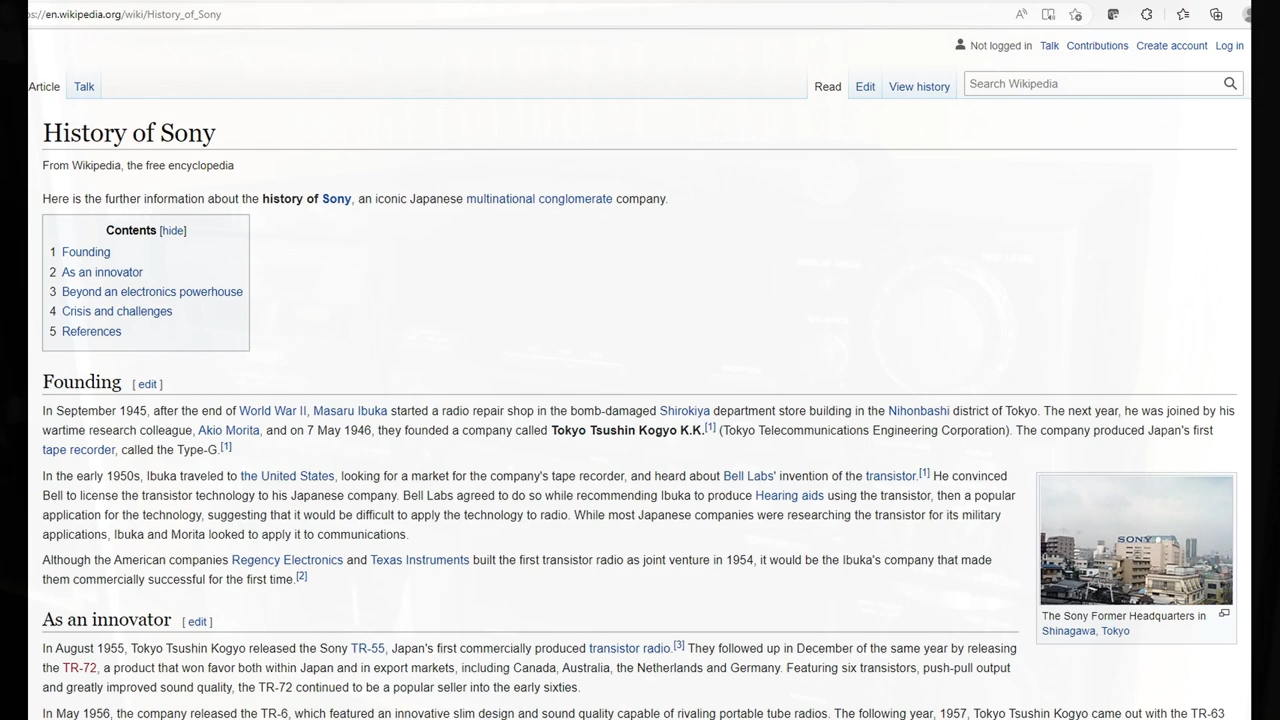 s://en.wikipedia.org/wiki/History_of_Sony
Not logged in Talk Contributions Create account Log in
Article Talk Read Edit View history Search Wikipedia
History of Sony
From Wikipedia, the free encyclopedia
Here is the further information about the history of Sony, an iconic Japanese multinational conglomerate company.
Contents [hide]
1 Founding
2 As an innovator
3 Beyond an electronics powerhouse
4 Crisis and challenges
5 References
Founding [ edit ]
In September 1945, after the end of World War II, Masaru Ibuka started a radio repair shop in the bomb-damaged Shirokiya department store building in the Nihonbashi district of Tokyo. The next year, he was joined by his
wartime research colleague, Akio Morita, and on 7 May 1946, they founded a company called Tokyo Tsushin Kogyo K.K.[1] (Tokyo Telecommunications Engineering Corporation). The company produced Japan's first
tape recorder, called the Type-G.[1]
In the early 1950s, Ibuka traveled to the United States, looking for a market for the company's tape recorder, and heard about Bell Labs' invention of the transistor.[1] He convinced
Bell to license the transistor technology to his Japanese company. Bell Labs agreed to do so while recommending Ibuka to produce Hearing aids using the transistor, then a popular
application for the technology, suggesting that it would be difficult to apply the technology to radio. While most Japanese companies were researching the transistor for its military
applications, Ibuka and Morita looked to apply it to communications.
Although the American companies Regency Electronics and Texas Instruments built the first transistor radio as joint venture in 1954, it would be the Ibuka's company that made
them commercially successful for the first time.[2]
SONY
The Sony Former Headquarters in
Shinagawa, Tokyo
As an innovator [ edit ]
In August 1955, Tokyo Tsushin Kogyo released the Sony TR-55, Japan's first commercially produced transistor radio.[3] They followed up in December of the same year by releasing
the TR-72, a product that won favor both within Japan and in export markets, including Canada, Australia, the Netherlands and Germany. Featuring six transistors, push-pull output
and greatly improved sound quality, the TR-72 continued to be a popular seller into the early sixties.
In May 1956, the company released the TR-6, which featured an innovative slim design and sound quality capable of rivaling portable tube radios. The following year, 1957, Tokyo Tsushin Kogyo came out with the TR-63